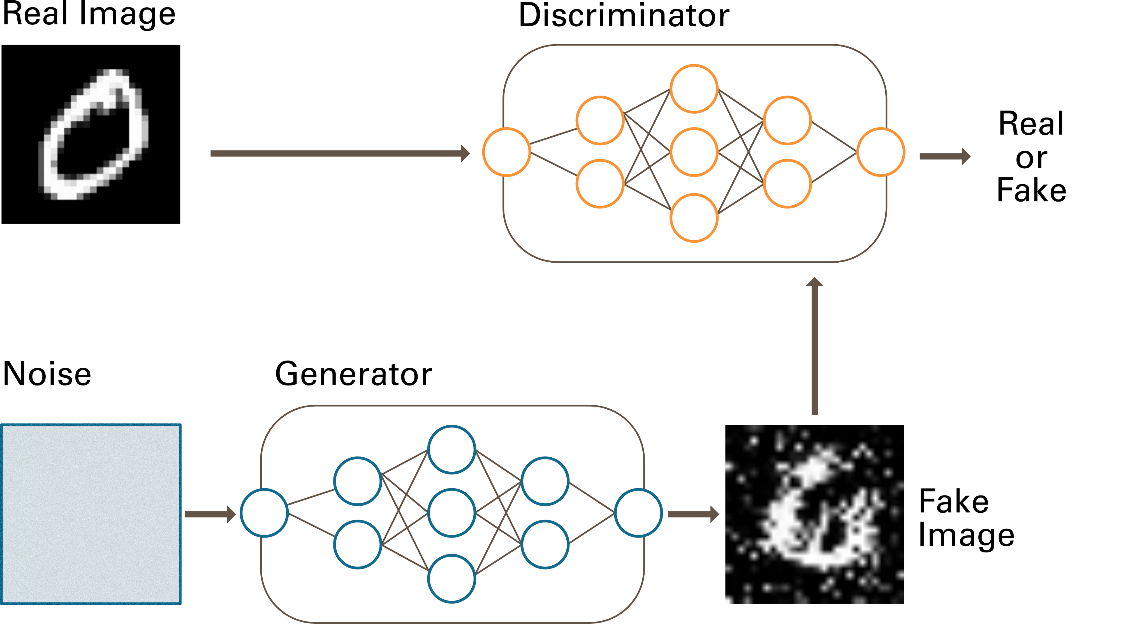 Real Image
Discriminator
Real
or
Fake
Noise
Generator
Fake
Image